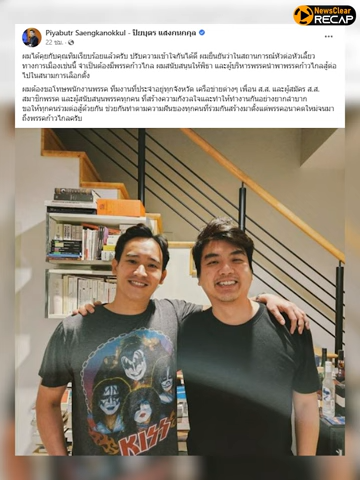 NewsClear
RECAP
Piyabutr Saengkanokkul - ปิยบุตร แสงกนกกุล
22 ชม.
ผมได้คุยกับคุณทิมเรียบร้อยแล้วครับ ปรับความเข้าใจกันได้ดี ผมยืนยันว่าในสถานการณ์หัวต่อหัวเลี้ยว
ทางการเมืองเช่นนี้ จำเป็นต้องมีพรรคก้าวไกล ผมสนับสนุนให้พิธา และผู้บริหารพรรคนำพาพรรคก้าวไกลสู้ต่อ
ไปในสนามการเลือกตั้ง
ผมต้องขอโทษพนักงานพรรค ทีมงานที่ประจำอยู่ทุกจังหวัด เครือข่ายต่างๆ เพื่อน ส.ส. และผู้สมัคร ส.ส.
สมาชิกพรรค และผู้สนับสนุนพรรคทุกคน ที่สร้างความกังวลใจและทำให้ทำงานกันอย่างยากลำบาก
ขอให้ทุกคนร่วมต่อสู้ด้วยกัน ช่วยกันทำตามความฝันของทุกคนที่ร่วมกันสร้างมาตั้งแต่พรรคอนาคตใหม่จนมา
ถึงพรรคก้าวไกลครับ
KISS